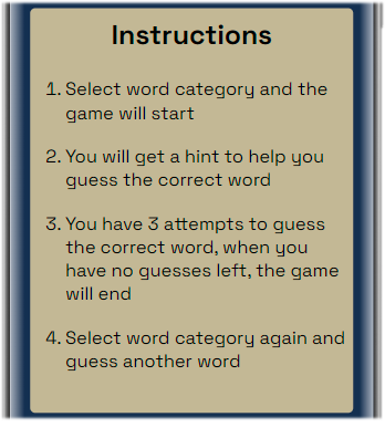 Instructions
1. Select word category and the
game will start
2. You will get a hint to help you
guess the correct word
3. You have 3 attempts to guess
the correct word, when you
have no guesses left, the game
will end
4. Select word category again and
guess another word